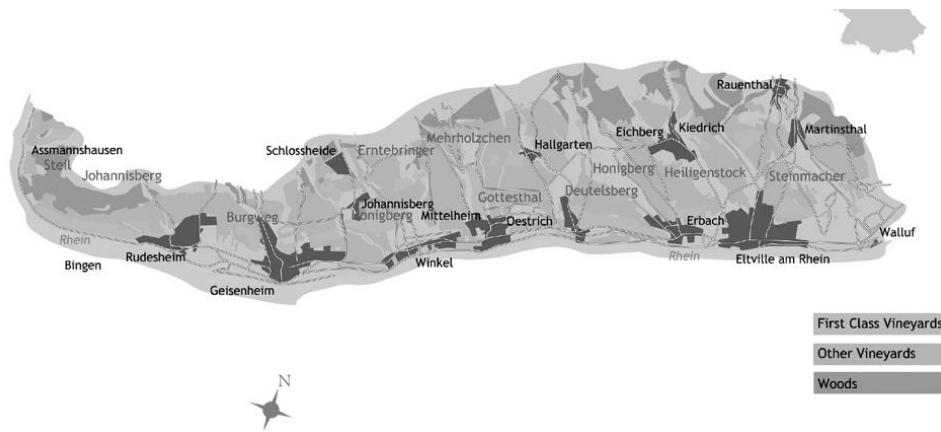 Rauenthal
Assmannshausen
Steil
Johannisberg
Schlossheide
Erntebringer
Mehrholzchen
Hallgarten
Eichberg
Kiedrich
Martinsthal
Honigberg
Heiligenstock
Steinmacher
Burgweg
Johannisberg
Honigberg
Mittelheim
Gottesthal
Oestrich
Deutelsberg
Erbach
Walluf
Rhein
Bingen
Rudesheim
Geisenheim
Winkel
Rhein
Eltville am Rhein
First Class Vineyards
Other Vineyards
Woods
N